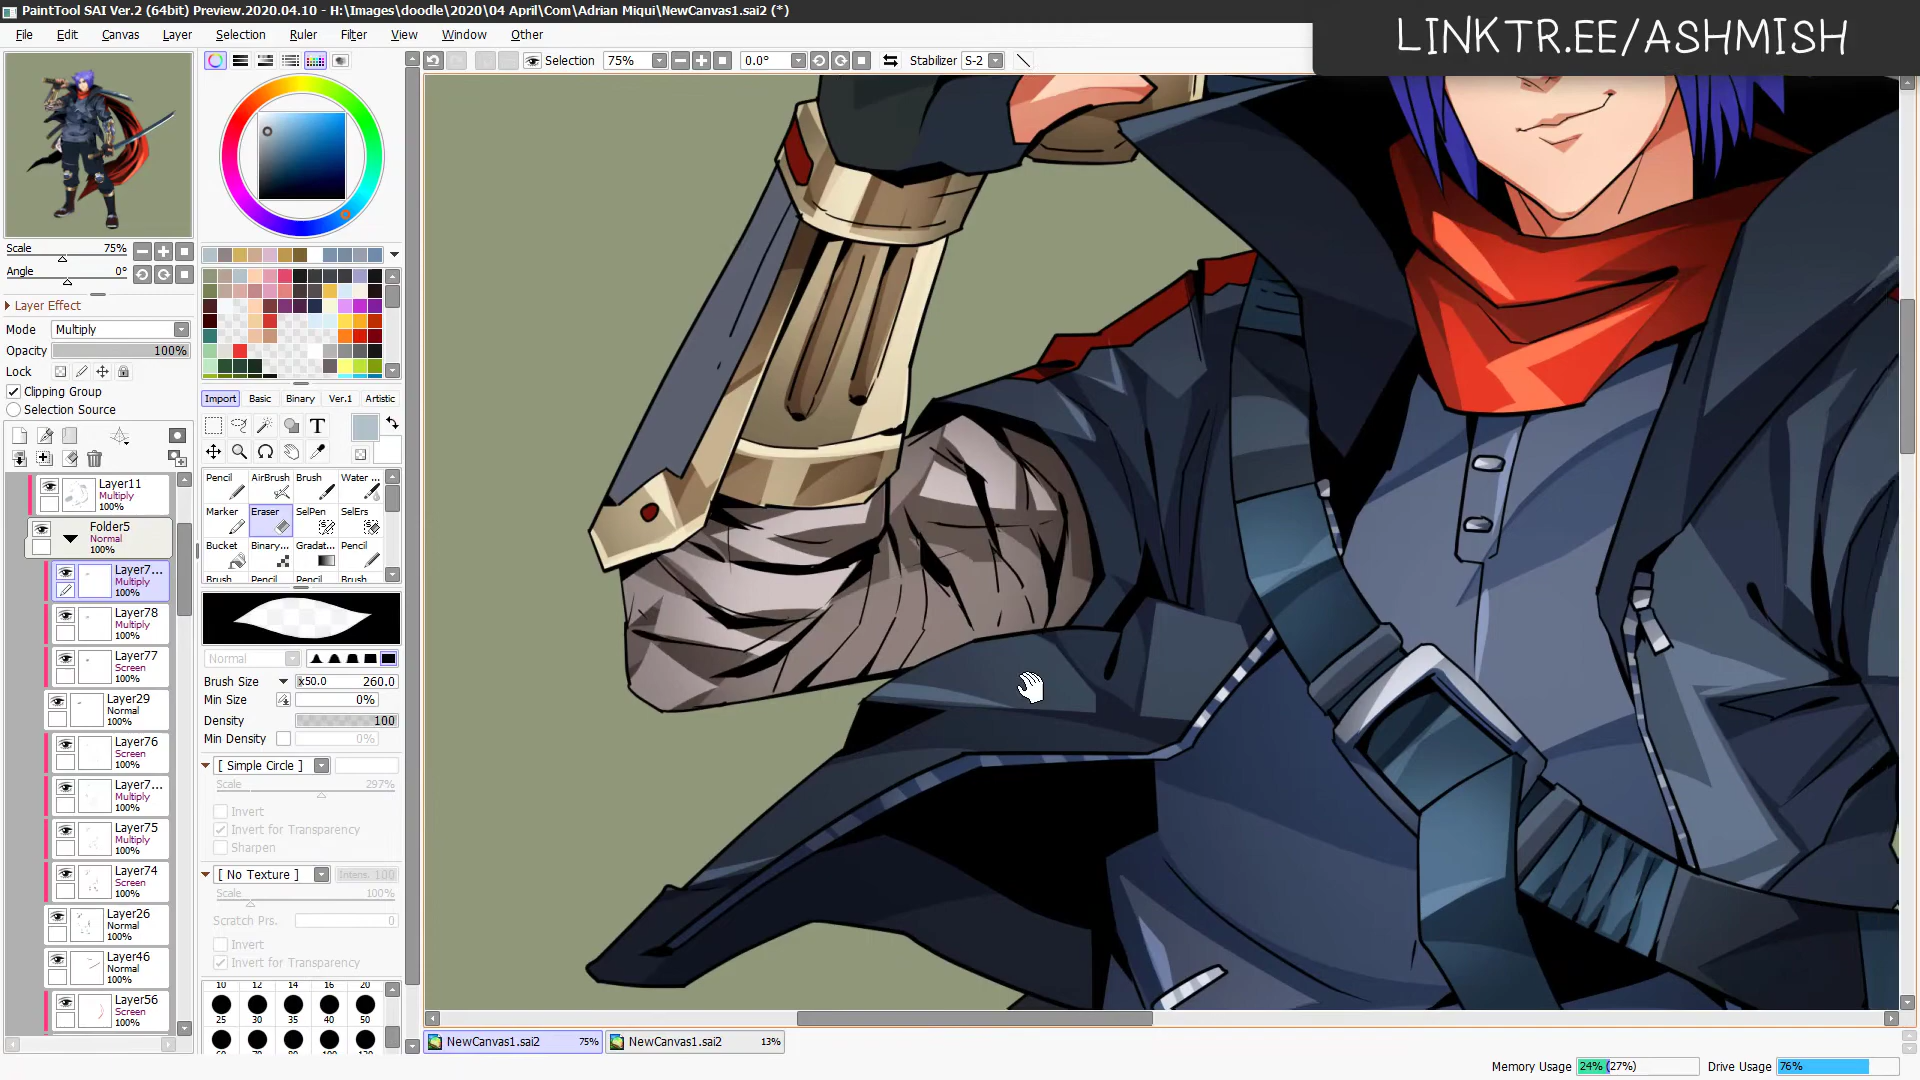 PaintTool SAI Ver.2 (64bit) Preview.2020.04.10 - H:\Images\doodle\2020\04 April\Com\Adrian Miqui\NewCanvas1.sai2 (*)
LINKTR.EE/ASHMISH
File Edit Canvas Layer Selection Ruler Filter View Window Other
Selection 75% 0.0° Stabilizer S-2
Scale 75%
Angle 0°
Layer Effect
Mode Multiply
Opacity 100%
Lock
Clipping Group
Selection Source
Layer11
Multiply
100%
Folder5
Normal
100%
Layer7...
Multiply
100%
Layer78
Multiply
100%
Layer77
Screen
100%
Layer29
Normal
100%
Layer76
Screen
100%
Layer7...
Multiply
100%
Layer75
Multiply
100%
Layer74
Screen
100%
Layer26
Normal
100%
Layer46
Normal
100%
Layer56
Screen
100%
Import Basic Binary Ver.1 Artistic
T
Pencil AirBrush Brush Water ...
Marker Eraser SelPen SelErs
Bucket Binary... Gradat... Pencil
Brush Pencil Pencil Brush
Normal
Brush Size x50.0 260.0
Min Size 0%
Density 100
Min Density 0%
[ Simple Circle ]
Scale 297%
Invert
Invert for Transparency
Sharpen
[ No Texture ] Intens. 100
Scale 100%
Scratch Prs. 0
Invert
Invert for Transparency
10 12 14 16 20
25 30 35 40 50
NewCanvas1.sai2 75% NewCanvas1.sai2 13%
Memory Usage 24% (27%) Drive Usage 76%